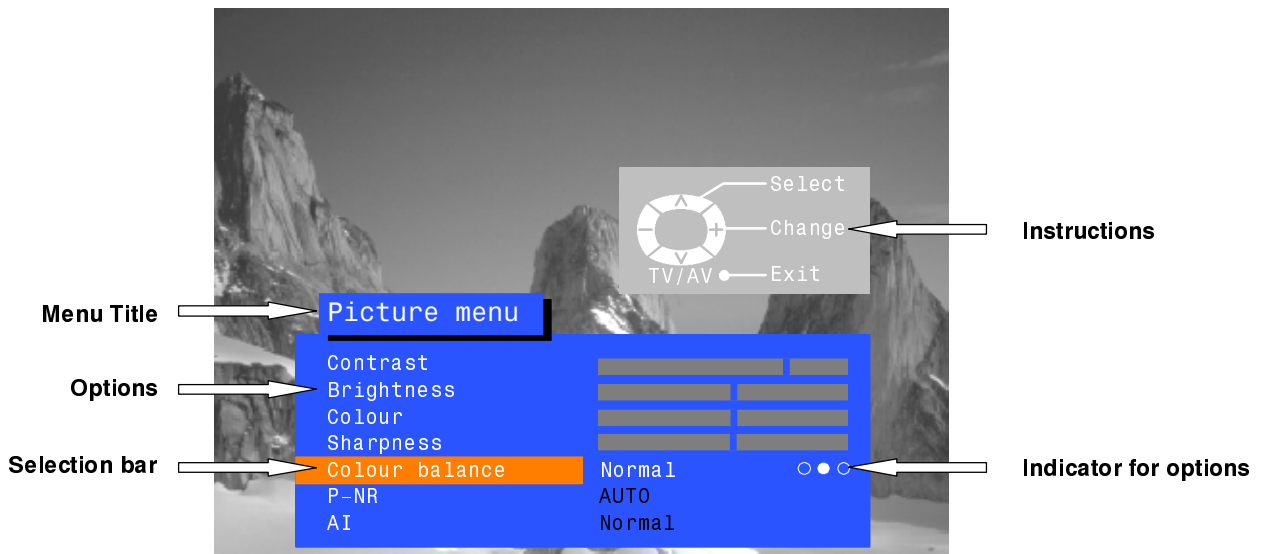 Select
Change
Instructions
TV/AV
Exit
Menu Title
Picture menu
Contrast
Options
Brightness
Colour
Sharpness
Selection bar
Colour balance
Normal
Indicator for options
P-NR
AUTO
AI
Normal